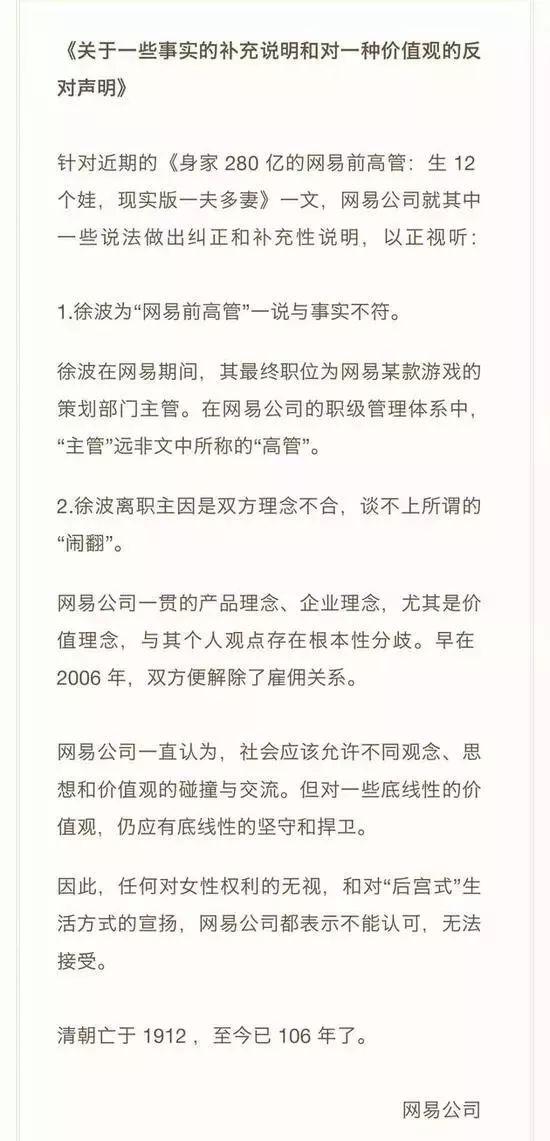 《关于一些事实的补充说明和对一种价值观的反
对声明》
针对近期的《身家 280 亿的网易前高管：生 12
个娃，现实版一夫多妻》一文，网易公司就其中
一些说法做出纠正和补充性说明，以正视听：
1.徐波为“网易前高管”一说与事实不符。
徐波在网易期间，其最终职位为网易某款游戏的
策划部门主管。在网易公司的职级管理体系中，
“主管”远非文中所称的“高管”。
2.徐波离职主因是双方理念不合，谈不上所谓的
“闹翻”。
网易公司一贯的产品理念、企业理念，尤其是价
值理念，与其个人观点存在根本性分歧。早在
2006 年，双方便解除了雇佣关系。
网易公司一直认为，社会应该允许不同观念、思
想和价值观的碰撞与交流。但对一些底线性的价
值观，仍应有底线性的坚守和捍卫。
因此，任何对女性权利的无视，和对“后宫式”生
活方式的宣扬，网易公司都表示不能认可，无法
接受。
清朝亡于 1912 ，至今已 106 年了。
网易公司